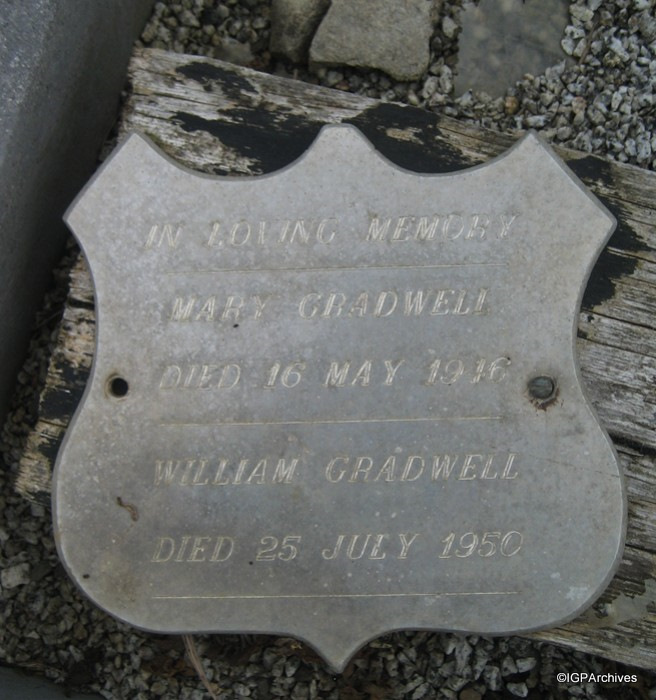 IN LOVING MEMORY
MARY GRADWELL
DIED 16 MAY 1946
WILLIAM GRADWELL
DIED 25 JULY 1950
©IGPArchives